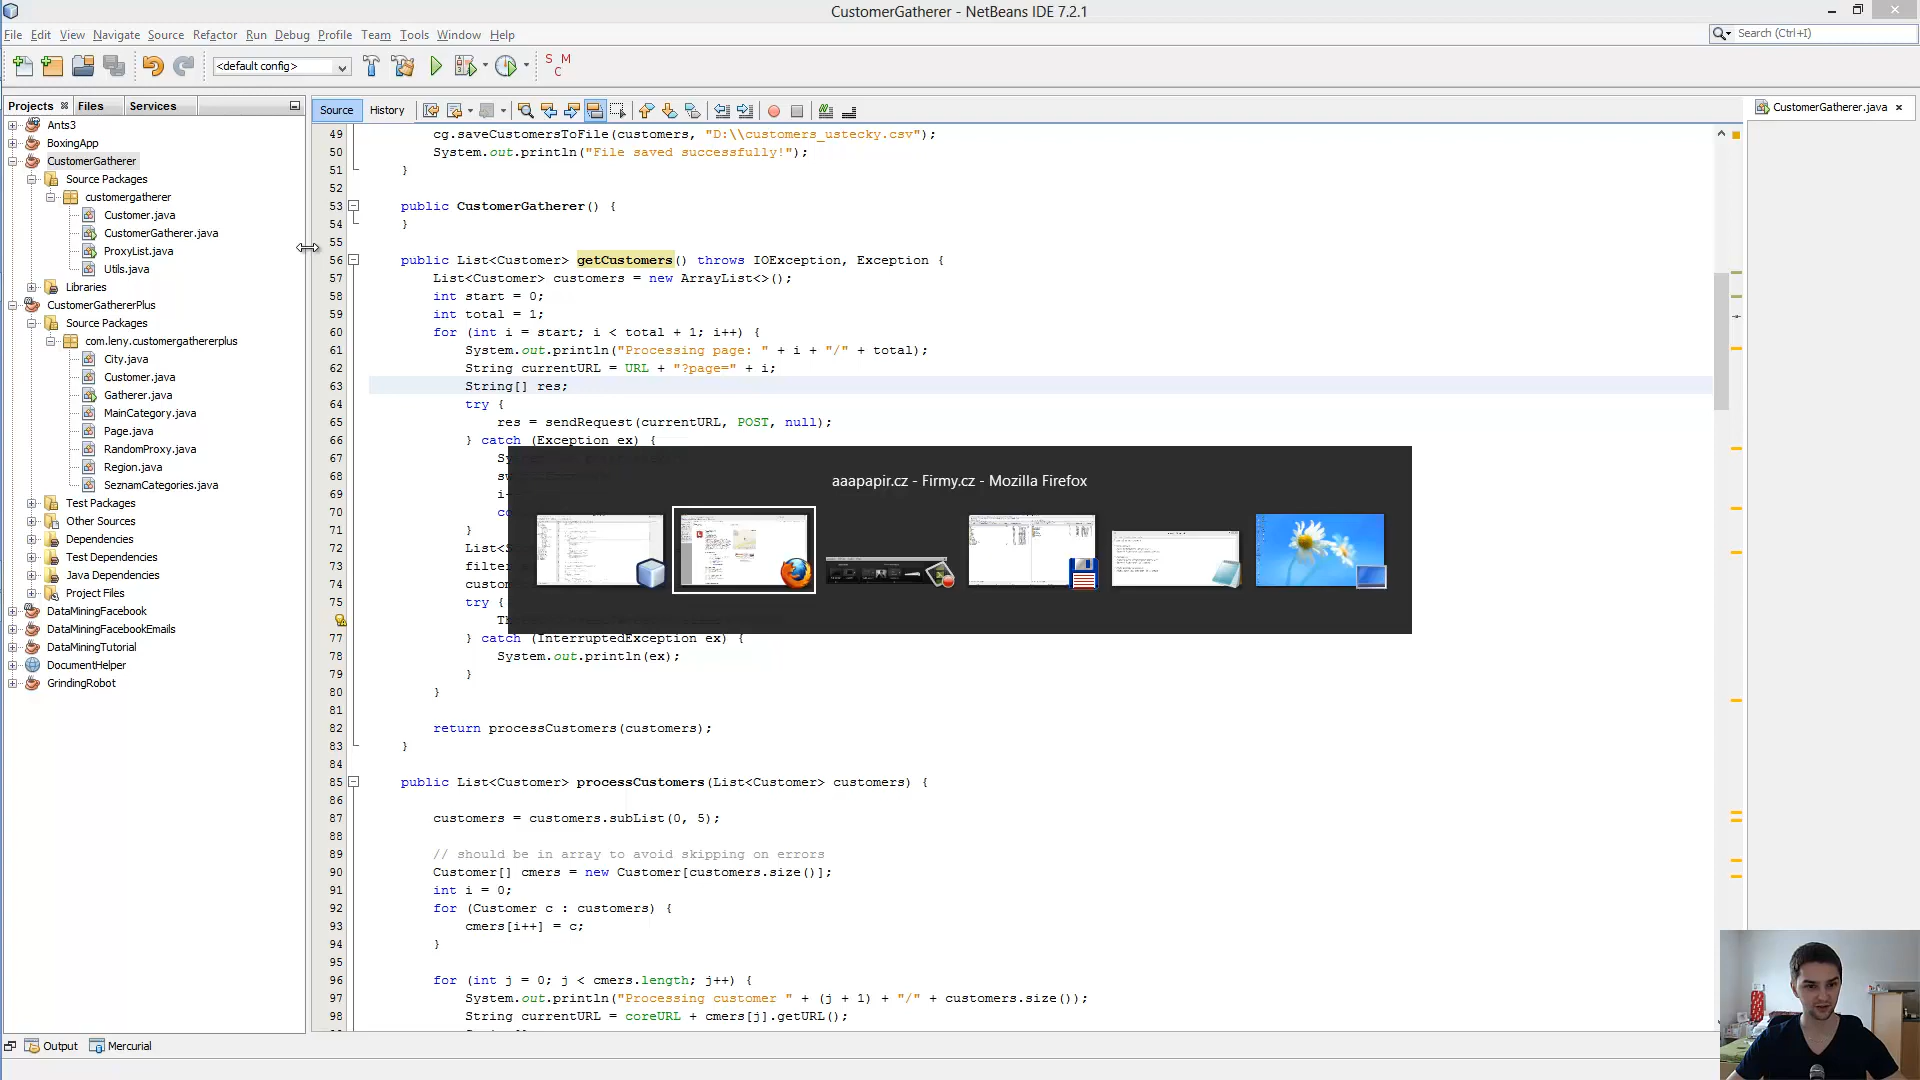 CustomerGatherer - NetBeans IDE 7.2.1
File Edit View Navigate Source Refactor Run Debug Profile Team Tools Window Help
Search (Ctrl+I)
<default config>
S M
C
Projects Files Services
Source History
CustomerGatherer.java
Ants3
BoxingApp
CustomerGatherer
Source Packages
customergatherer
Customer.java
CustomerGatherer.java
ProxyList.java
Utils.java
Libraries
CustomerGathererPlus
Source Packages
com.leny.customergathererplus
City.java
Customer.java
Gatherer.java
MainCategory.java
Page.java
RandomProxy.java
Region.java
SeznamCategories.java
Test Packages
Other Sources
Dependencies
Test Dependencies
Java Dependencies
Project Files
DataMiningFacebook
DataMiningFacebookEmails
DataMiningTutorial
DocumentHelper
GrindingRobot
49 cg.saveCustomersToFile(customers, "D:\\customers_ustecky.csv");
50 System.out.println("File saved successfully!");
51 }
52
53 public CustomerGatherer() {
54 }
55
56 public List<Customer> getCustomers() throws IOException, Exception {
57 List<Customer> customers = new ArrayList<>();
58 int start = 0;
59 int total = 1;
60 for (int i = start; i < total + 1; i++) {
61 System.out.println("Processing page: " + i + "/" + total);
62 String currentURL = URL + "?page=" + i;
63 String[] res;
64 try {
65 res = sendRequest(currentURL, POST, null);
66 } catch (Exception ex) {
67 Sy
68 sw
69 i-
70 co
71 }
72 List<S
73 filter
74 custom
75 try {
Th
77 } catch (InterruptedException ex) {
78 System.out.println(ex);
79 }
80 }
81
82 return processCustomers(customers);
83 }
84
85 public List<Customer> processCustomers(List<Customer> customers) {
86
87 customers = customers.subList(0, 5);
88
89 // should be in array to avoid skipping on errors
90 Customer[] cmers = new Customer[customers.size()];
91 int i = 0;
92 for (Customer c : customers) {
93 cmers[i++] = c;
94 }
95
96 for (int j = 0; j < cmers.length; j++) {
97 System.out.println("Processing customer " + (j + 1) + "/" + customers.size());
98 String currentURL = coreURL + cmers[j].getURL();
aaapapir.cz - Firmy.cz - Mozilla Firefox
Output Mercurial